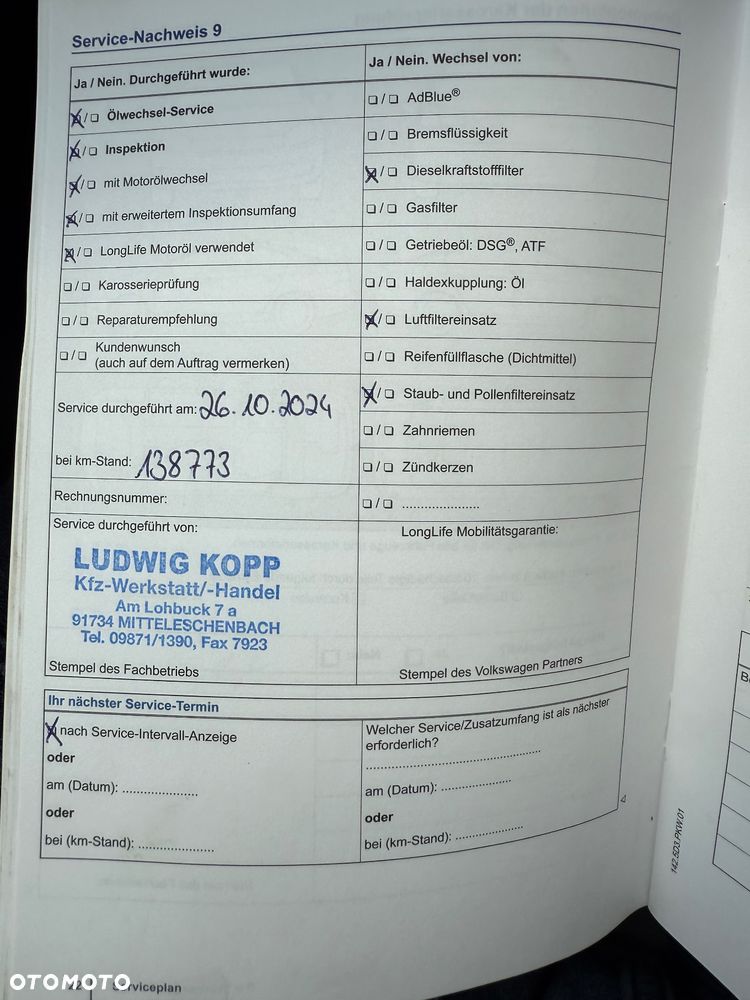 Service-Nachweis 9
Ja / Nein. Durchgeführt wurde:
Ölwechsel-Service
Inspektion
mit Motorölwechsel
mit erweitertem Inspektionsumfang
LongLife Motoröl verwendet
Karosserieprüfung
Reparaturempfehlung
Kundenwunsch
(auch auf dem Auftrag vermerken)
Service durchgeführt am: 26.10.2024
bei km-Stand: 138773
Rechnungsnummer:
Service durchgeführt von:
LUDWIG KOPP
Kfz-Werkstatt/-Handel
Am Lohbuck 7 a
91734 MITTELESCHENBACH
Tel. 09871/1390, Fax 7923
Stempel des Fachbetriebs
Ja / Nein. Wechsel von:
AdBlue®
Bremsflüssigkeit
Dieselkraftstofffilter
Gasfilter
Getriebeöl: DSG®, ATF
Haldexkupplung: Öl
Luftfiltereinsatz
Reifenfüllflasche (Dichtmittel)
Staub- und Pollenfiltereinsatz
Zahnriemen
Zündkerzen
.....................
LongLife Mobilitätsgarantie:
Stempel des Volkswagen Partners
Ihr nächster Service-Termin
nach Service-Intervall-Anzeige
oder
am (Datum): .....................
oder
bei (km-Stand): .....................
Welcher Service/Zusatzumfang ist als nächster
erforderlich?
am (Datum): .....................
oder
bei (km-Stand): .....................
142.5D3.PKW.01
Serviceplan
OTOMOTO